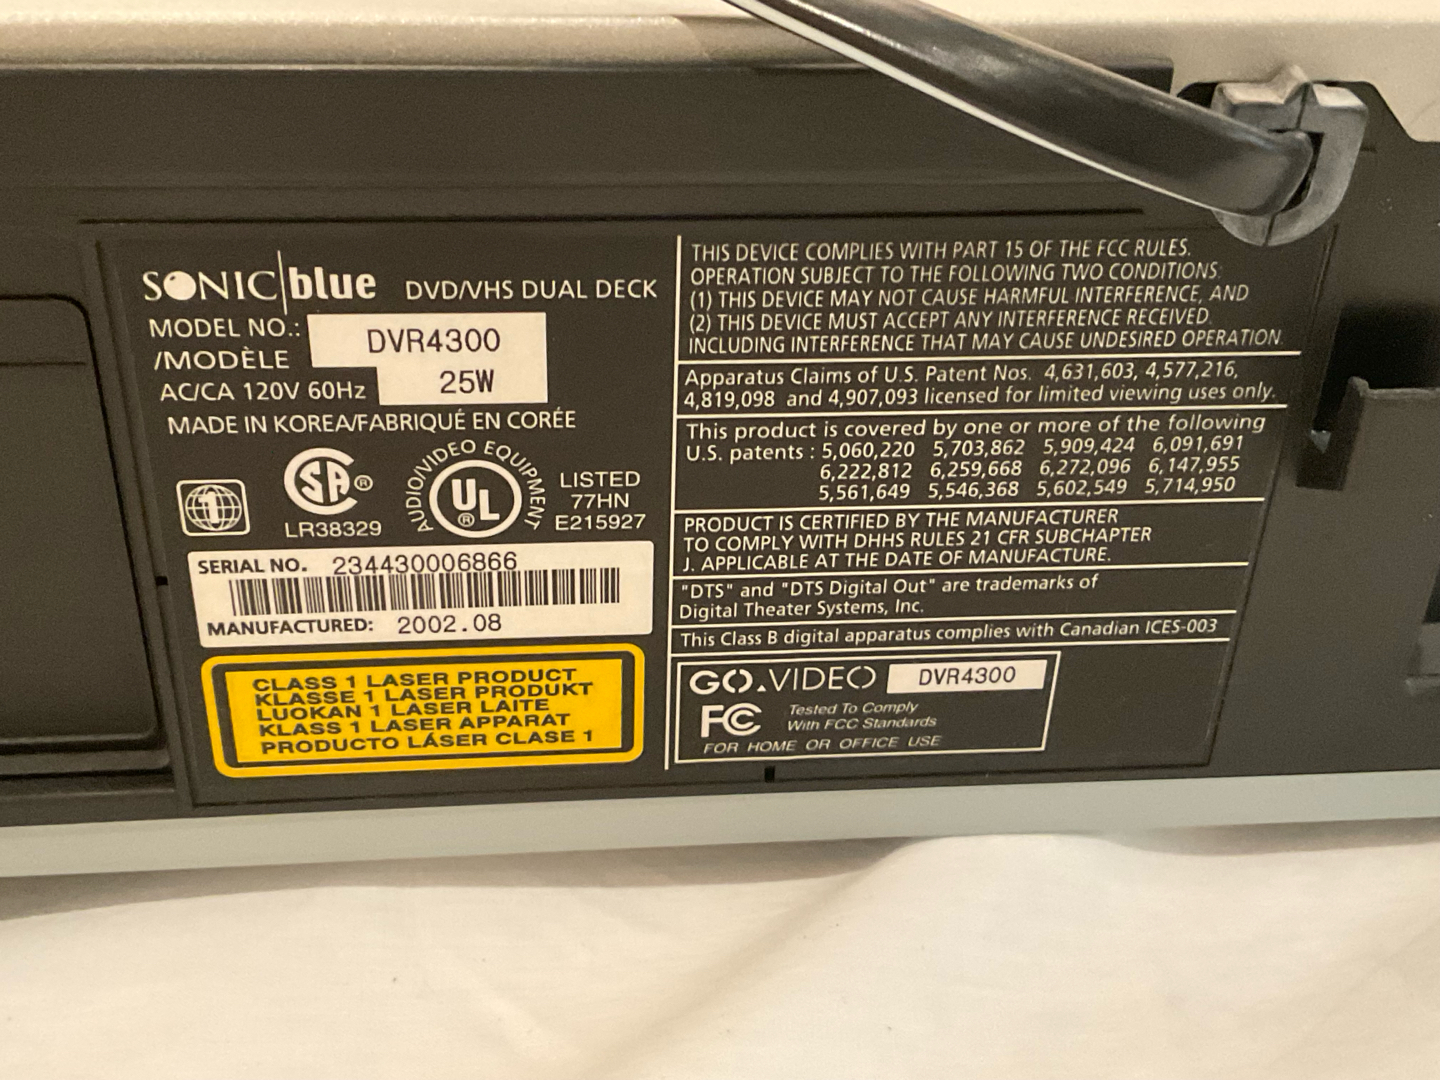 SONIC|blue DVD/VHS DUAL DECK
MODEL NO.: DVR4300
/MODÈLE
AC/CA 120V 60Hz 25W
MADE IN KOREA/FABRIQUÉ EN CORÉE
1
SA®
LR38329
AUDIO/VIDEO EQUIPMENT
UL®
LISTED
77HN
E215927
SERIAL NO. 234430006866
MANUFACTURED: 2002.08
CLASS 1 LASER PRODUCT
KLASSE 1 LASER PRODUKT
LUOKAN 1 LASER LAITE
KLASS 1 LASER APPARAT
PRODUCTO LÁSER CLASE 1
THIS DEVICE COMPLIES WITH PART 15 OF THE FCC RULES.
OPERATION SUBJECT TO THE FOLLOWING TWO CONDITIONS:
(1) THIS DEVICE MAY NOT CAUSE HARMFUL INTERFERENCE, AND
(2) THIS DEVICE MUST ACCEPT ANY INTERFERENCE RECEIVED.
INCLUDING INTERFERENCE THAT MAY CAUSE UNDESIRED OPERATION.
Apparatus Claims of U.S. Patent Nos. 4,631,603, 4,577,216,
4,819,098 and 4,907,093 licensed for limited viewing uses only.
This product is covered by one or more of the following
U.S. patents : 5,060,220 5,703,862 5,909,424 6,091,691
6,222,812 6,259,668 6,272,096 6,147,955
5,561,649 5,546,368 5,602,549 5,714,950
PRODUCT IS CERTIFIED BY THE MANUFACTURER
TO COMPLY WITH DHHS RULES 21 CFR SUBCHAPTER
J. APPLICABLE AT THE DATE OF MANUFACTURE.
"DTS" and "DTS Digital Out" are trademarks of
Digital Theater Systems, Inc.
This Class B digital apparatus complies with Canadian ICES-003
GO.VIDEO DVR4300
FC Tested To Comply
With FCC Standards
FOR HOME OR OFFICE USE